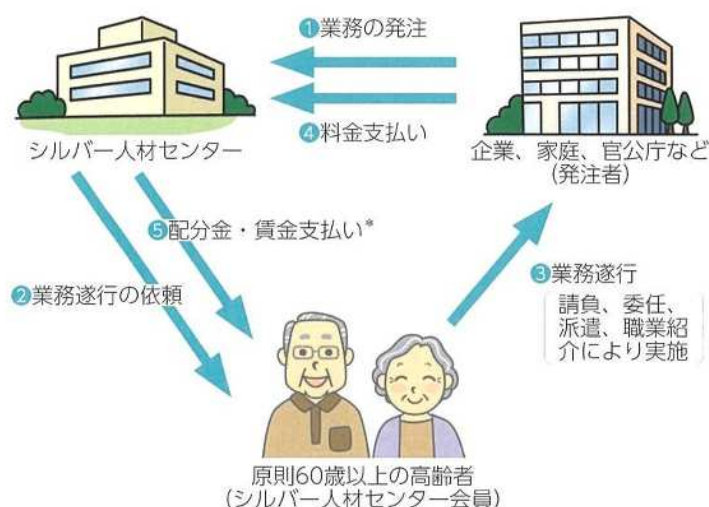 ❶業務の発注
❹料金支払い
シルバー人材センター
企業、家庭、官公庁など
(発注者)
❺配分金・賃金支払い*
❷業務遂行の依頼
❸業務遂行
請負、委任、
派遣、職業紹
介により実施
原則60歳以上の高齢者
(シルバー人材センター会員)